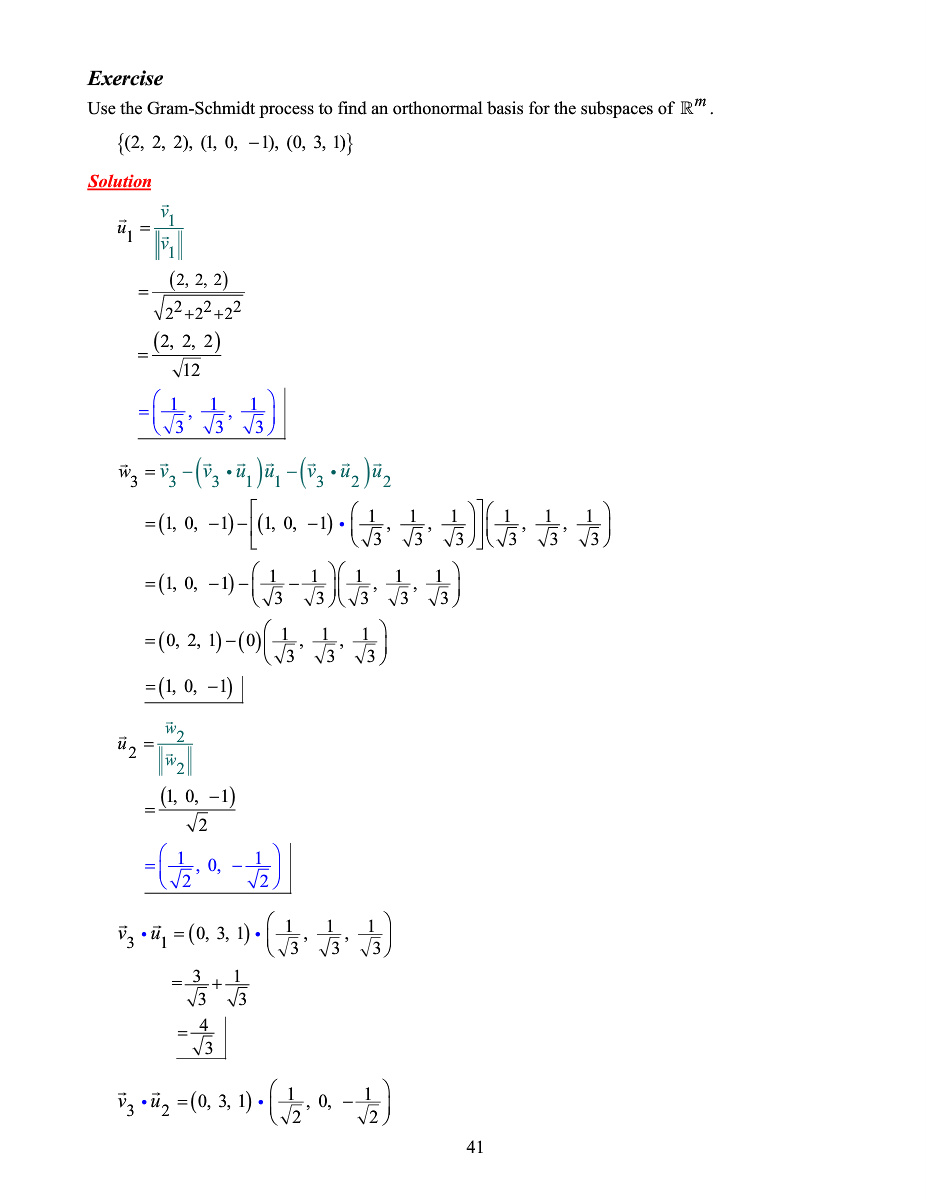 Exercise
Use the Gram-Schmidt process to find an orthonormal basis for the subspaces of ℝᵐ.
{(2, 2, 2), (1, 0, −1), (0, 3, 1)}
Solution
u⃗₁ = v⃗₁ / ‖v⃗₁‖
= (2, 2, 2) / √(2²+2²+2²)
= (2, 2, 2) / √12
= (1/√3, 1/√3, 1/√3)
w⃗₃ = v⃗₃ − (v⃗₃ • u⃗₁)u⃗₁ − (v⃗₃ • u⃗₂)u⃗₂
= (1, 0, −1) − [(1, 0, −1) • (1/√3, 1/√3, 1/√3)](1/√3, 1/√3, 1/√3)
= (1, 0, −1) − (1/√3 − 1/√3)(1/√3, 1/√3, 1/√3)
= (0, 2, 1) − (0)(1/√3, 1/√3, 1/√3)
= (1, 0, −1)
u⃗₂ = w⃗₂ / ‖w⃗₂‖
= (1, 0, −1) / √2
= (1/√2, 0, −1/√2)
v⃗₃ • u⃗₁ = (0, 3, 1) • (1/√3, 1/√3, 1/√3)
= 3/√3 + 1/√3
= 4/√3
v⃗₃ • u⃗₂ = (0, 3, 1) • (1/√2, 0, −1/√2)
41